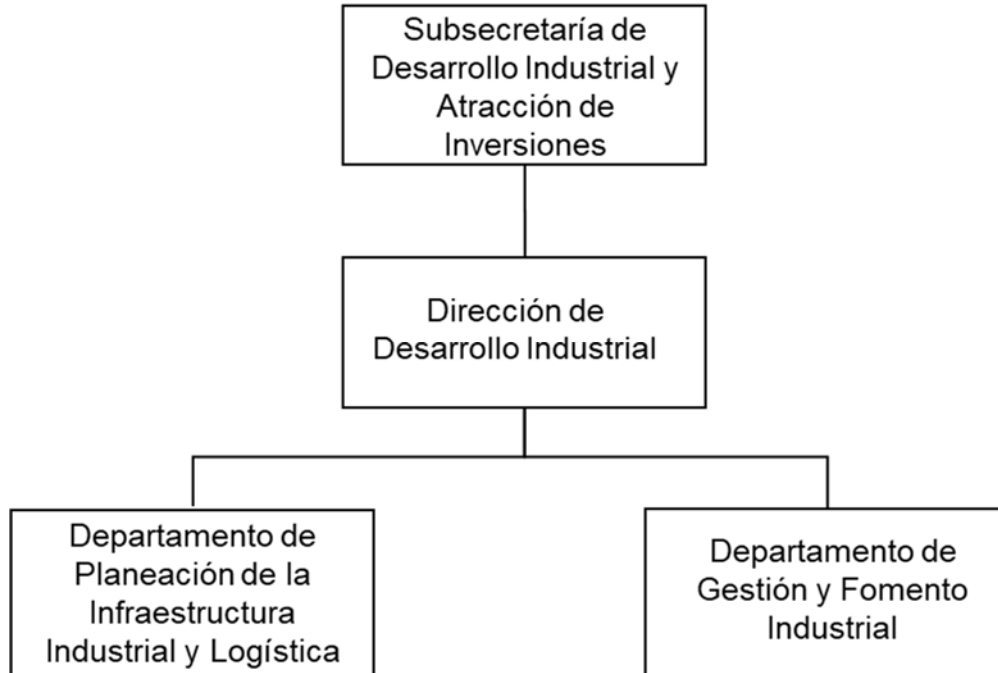 Subsecretaría de
Desarrollo Industrial y
Atracción de
Inversiones
Dirección de
Desarrollo Industrial
Departamento de
Planeación de la
Infraestructura
Industrial y Logística
Departamento de
Gestión y Fomento
Industrial